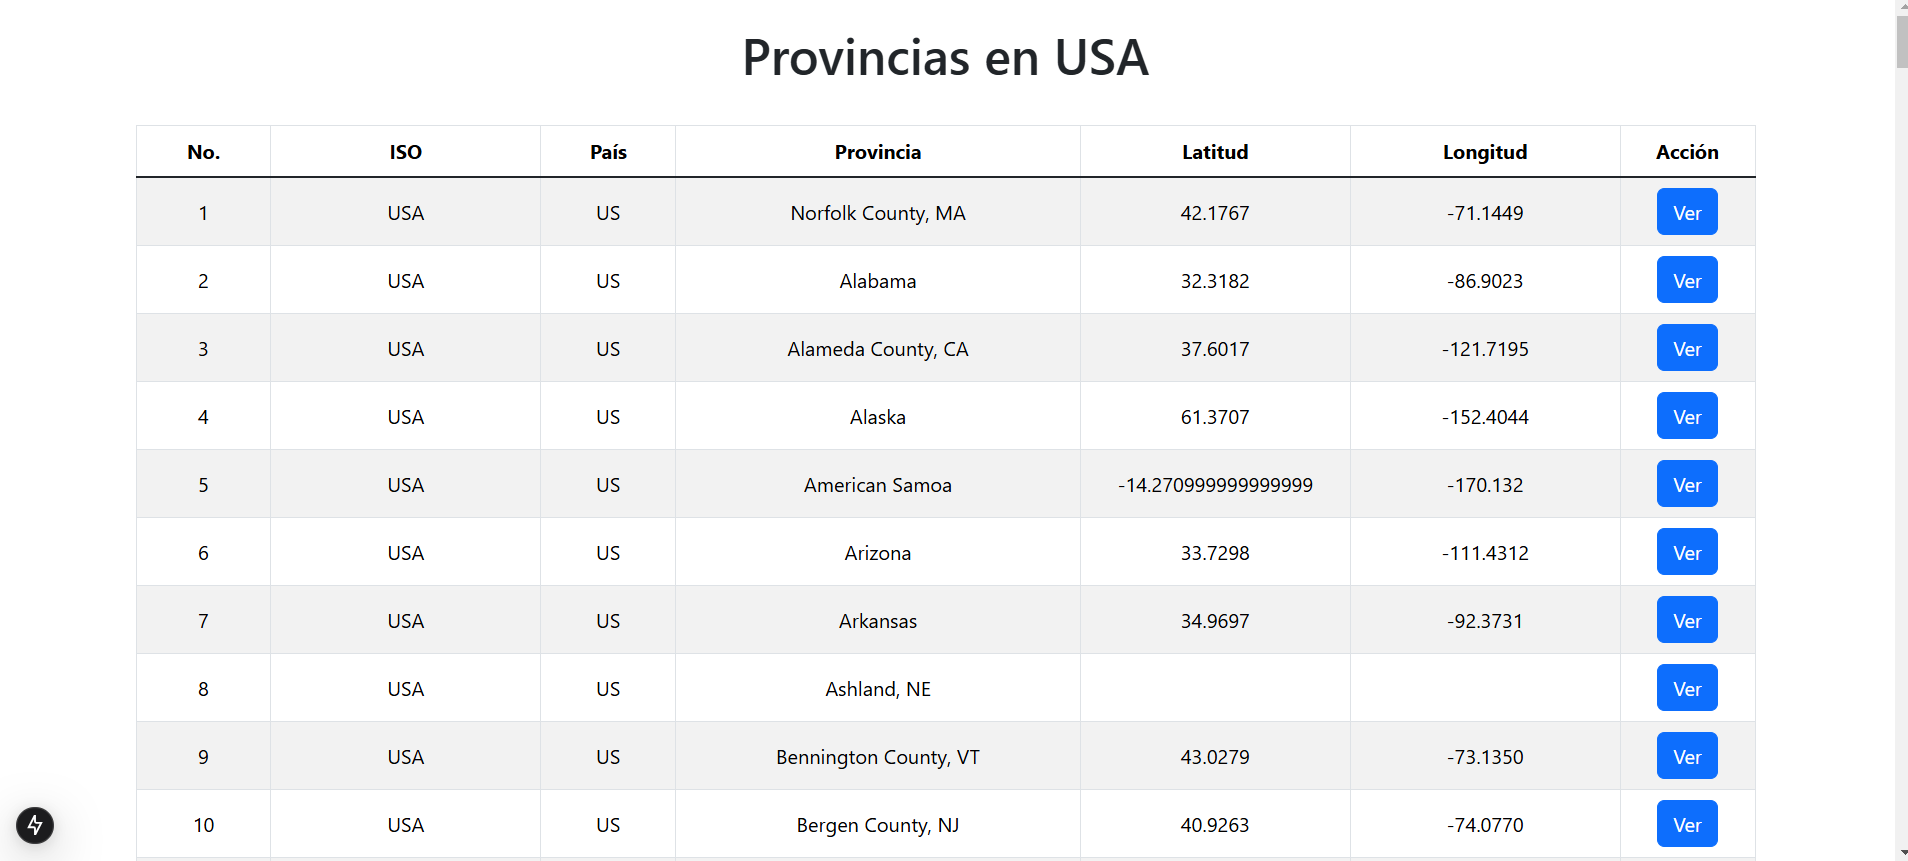 Provincias en USA
No. ISO País Provincia Latitud Longitud Acción
1 USA US Norfolk County, MA 42.1767 -71.1449 Ver
2 USA US Alabama 32.3182 -86.9023 Ver
3 USA US Alameda County, CA 37.6017 -121.7195 Ver
4 USA US Alaska 61.3707 -152.4044 Ver
5 USA US American Samoa -14.270999999999999 -170.132 Ver
6 USA US Arizona 33.7298 -111.4312 Ver
7 USA US Arkansas 34.9697 -92.3731 Ver
8 USA US Ashland, NE Ver
9 USA US Bennington County, VT 43.0279 -73.1350 Ver
10 USA US Bergen County, NJ 40.9263 -74.0770 Ver